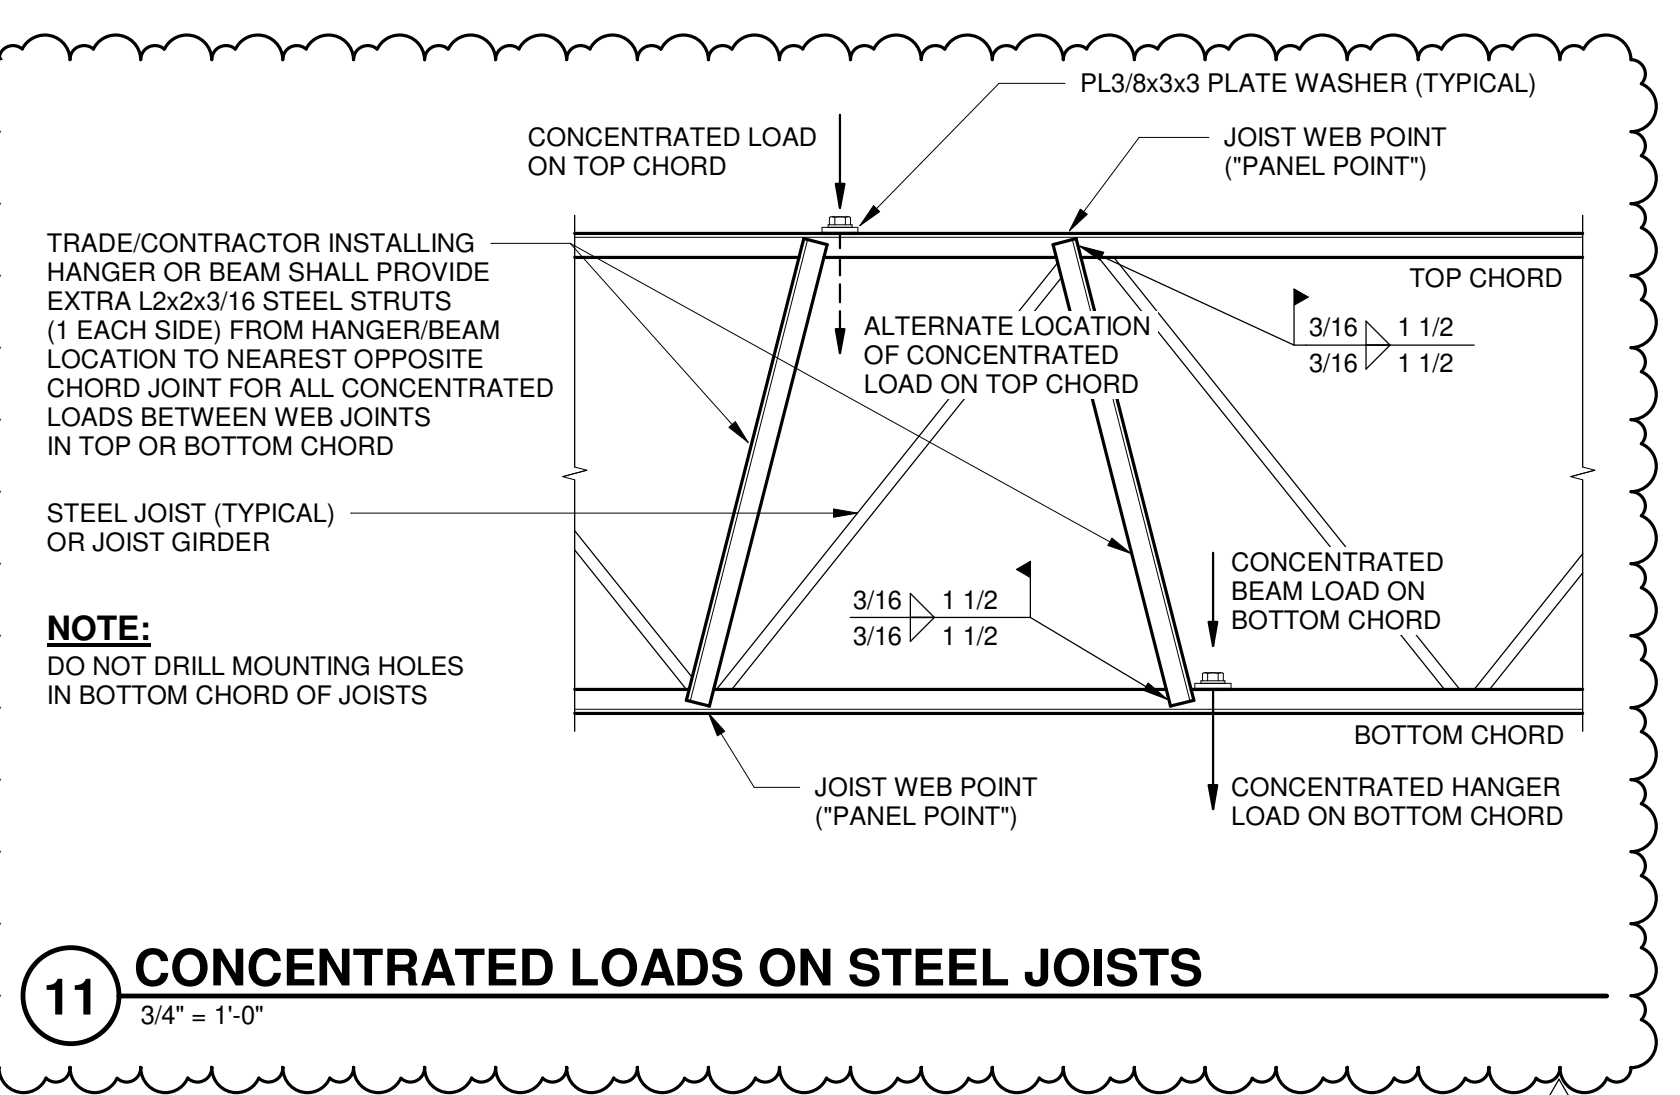 PL3/8x3x3 PLATE WASHER (TYPICAL)
CONCENTRATED LOAD
ON TOP CHORD
JOIST WEB POINT
("PANEL POINT")
TRADE/CONTRACTOR INSTALLING
HANGER OR BEAM SHALL PROVIDE
EXTRA L2x2x3/16 STEEL STRUTS
(1 EACH SIDE) FROM HANGER/BEAM
LOCATION TO NEAREST OPPOSITE
CHORD JOINT FOR ALL CONCENTRATED
LOADS BETWEEN WEB JOINTS
IN TOP OR BOTTOM CHORD
TOP CHORD
3/16 1 1/2
3/16 1 1/2
ALTERNATE LOCATION
OF CONCENTRATED
LOAD ON TOP CHORD
STEEL JOIST (TYPICAL)
OR JOIST GIRDER
CONCENTRATED
BEAM LOAD ON
BOTTOM CHORD
3/16 1 1/2
3/16 1 1/2
NOTE:
DO NOT DRILL MOUNTING HOLES
IN BOTTOM CHORD OF JOISTS
BOTTOM CHORD
JOIST WEB POINT
("PANEL POINT")
CONCENTRATED HANGER
LOAD ON BOTTOM CHORD
11
CONCENTRATED LOADS ON STEEL JOISTS
3/4" = 1'-0"